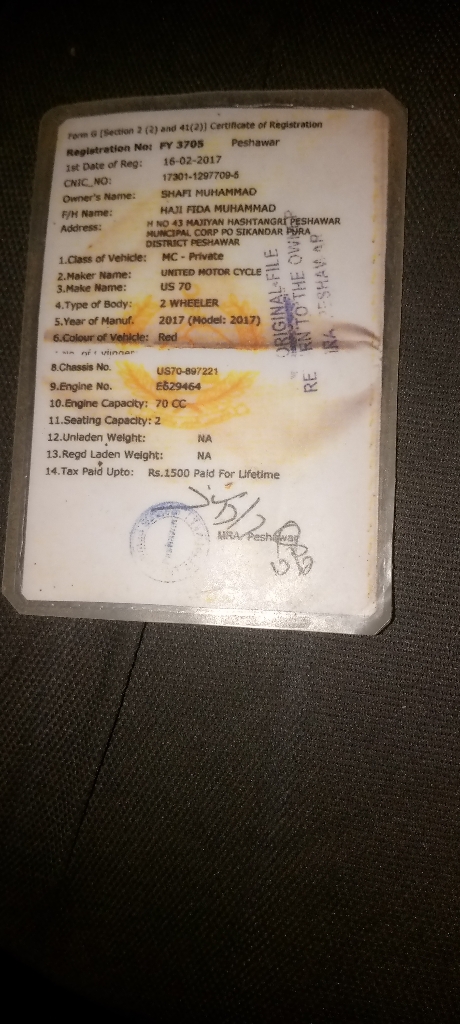 Form G [Section 2 (2) and 41(2)] Certificate of Registration
Registration No: FY 3705 Peshawar
1st Date of Reg: 16-02-2017
CNIC_NO: 17301-1297709-5
Owner's Name: SHAFI MUHAMMAD
F/H Name: HAJI FIDA MUHAMMAD
Address: H NO 43 MAJIYAN HASHTANGRI PESHAWAR
MUNCIPAL CORP PO SIKANDAR PURA
DISTRICT PESHAWAR
1.Class of Vehicle: MC - Private
2.Maker Name: UNITED MOTOR CYCLE
3.Make Name: US 70
4.Type of Body: 2 WHEELER
5.Year of Manuf. 2017 (Model: 2017)
6.Colour of Vehicle: Red
8.Chassis No. US70-897221
9.Engine No. E629464
10.Engine Capacity: 70 CC
11.Seating Capacity: 2
12.Unladen Weight: NA
13.Regd Laden Weight: NA
14.Tax Paid Upto: Rs.1500 Paid For Lifetime
MRA, Peshawar
ORIGINAL FILE
TO THE OWNER